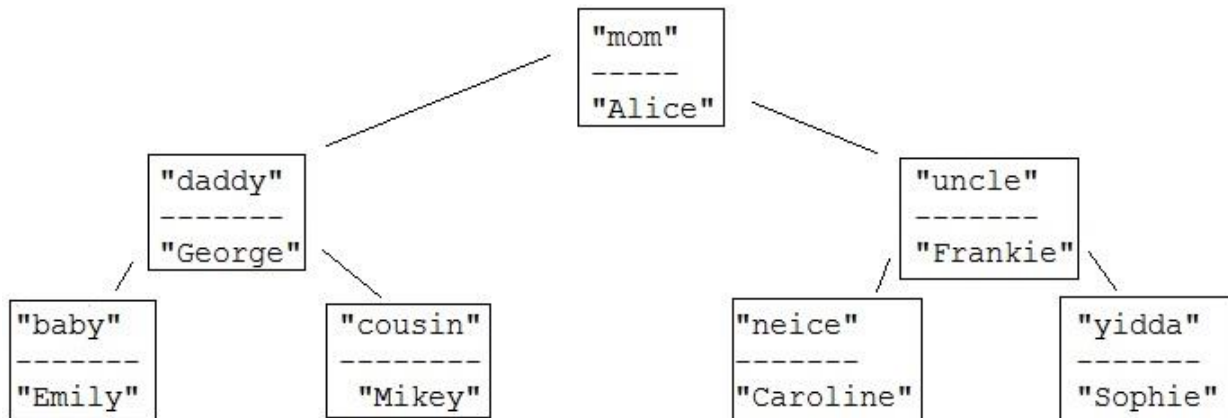 "mom"
-----
"Alice"
"daddy"
-------
"George"
"uncle"
-------
"Frankie"
"baby"
-------
"Emily"
"cousin"
--------
"Mikey"
"neice"
-------
"Caroline"
"yidda"
-------
"Sophie"